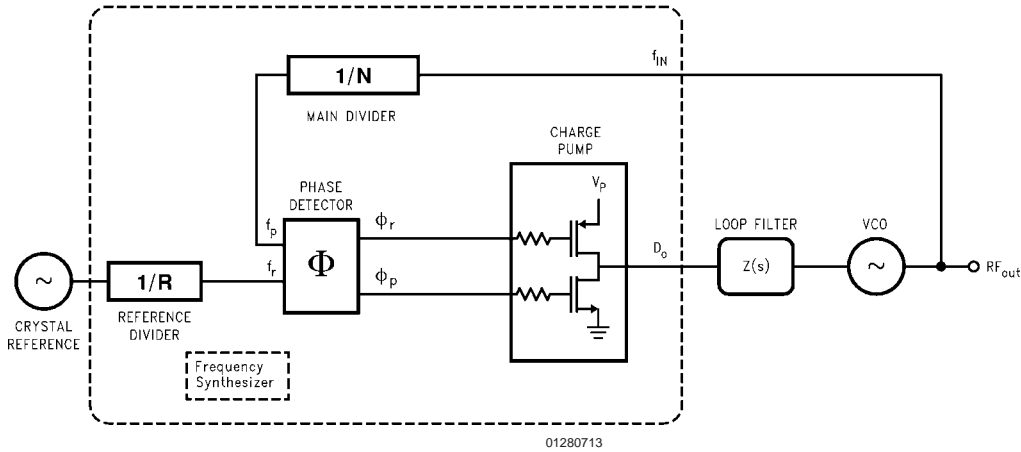 1/N
f_IN
MAIN DIVIDER
CHARGE
PUMP
V_P
PHASE
DETECTOR
f_p
ϕ_r
LOOP FILTER
VCO
D_o
Φ
Z(s)
~
RF_out
~
1/R
f_r
ϕ_p
CRYSTAL
REFERENCE
REFERENCE
DIVIDER
Frequency
Synthesizer
01280713